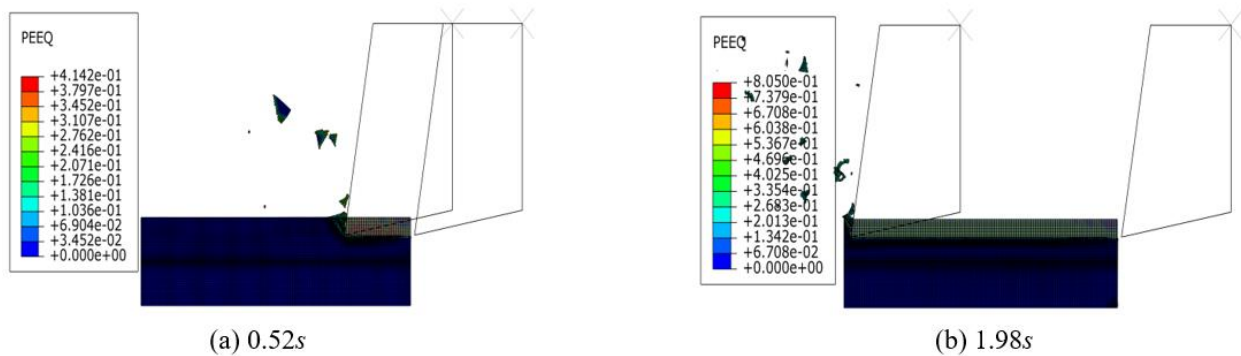 PEEQ
+4.142e-01
+3.797e-01
+3.452e-01
+3.107e-01
+2.762e-01
+2.416e-01
+2.071e-01
+1.726e-01
+1.381e-01
+1.036e-01
+6.904e-02
+3.452e-02
+0.000e+00
(a) 0.52s
PEEQ
+8.050e-01
+7.379e-01
+6.708e-01
+6.038e-01
+5.367e-01
+4.696e-01
+4.025e-01
+3.354e-01
+2.683e-01
+2.013e-01
+1.342e-01
+6.708e-02
+0.000e+00
(b) 1.98s